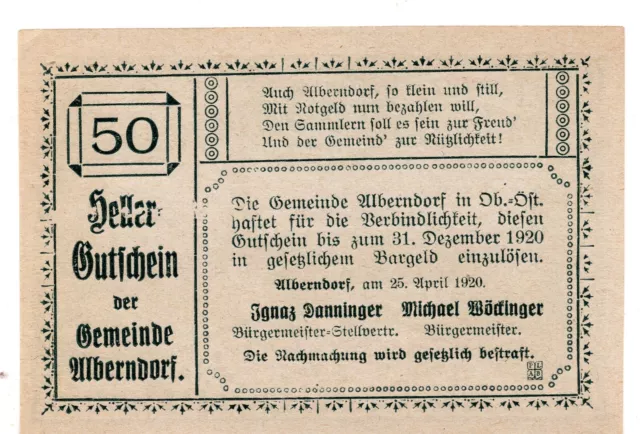 50
Heller-
Gutschein
der
Gemeinde
Alberndorf.
Auch Alberndorf, so klein und still,
Mit Notgeld nun bezahlen will,
Den Sammlern soll es sein zur Freud'
Und der Gemeind' zur Nützlichkeit!
Die Gemeinde Alberndorf in Ob.-Öst.
haftet für die Verbindlichkeit, diesen
Gutschein bis zum 31. Dezember 1920
in gesetzlichem Bargeld einzulösen.
Alberndorf, am 25. April 1920.
Ignaz Danninger Michael Wöckinger
Bürgermeister-Stellvertr. Bürgermeister.
Die Nachmachung wird gesetzlich bestraft.
FL
AB